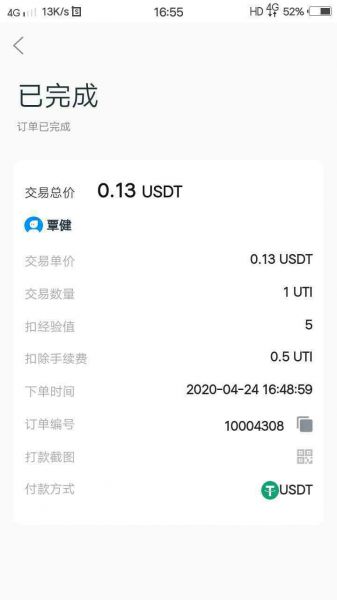 4G 13K/s 16:55 HD 4G 52%
已完成
订单已完成
交易总价 0.13 USDT
覃健
交易单价 0.13 USDT
交易数量 1 UTI
扣经验值 5
扣除手续费 0.5 UTI
下单时间 2020-04-24 16:48:59
订单编号 10004308
打款截图
付款方式 USDT